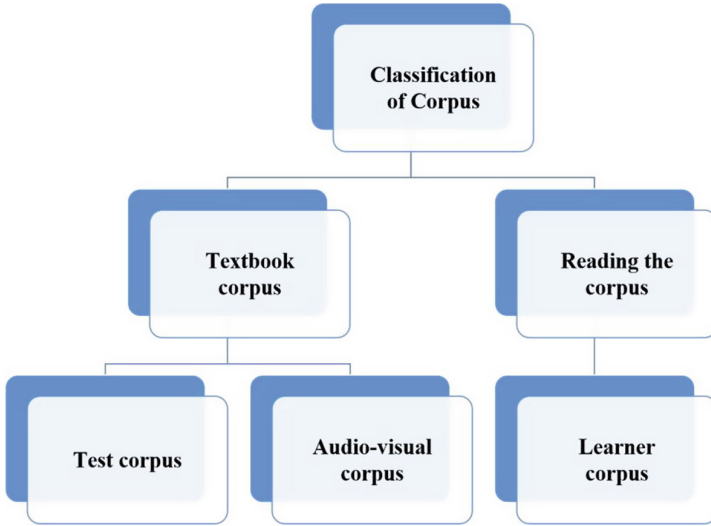 Classification
of Corpus
Textbook
corpus
Reading the
corpus
Test corpus
Audio-visual
corpus
Learner
corpus